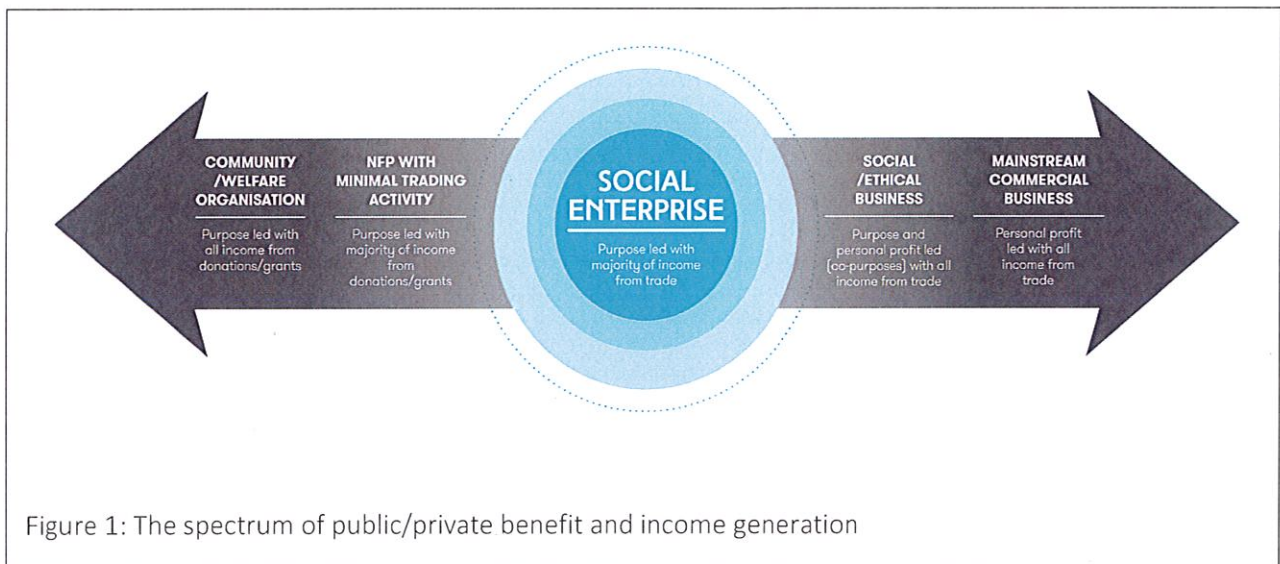 COMMUNITY
/WELFARE
ORGANISATION
Purpose led with
all income from
donations/grants
NFP WITH
MINIMAL TRADING
ACTIVITY
Purpose led with
majority of income
from
donations/grants
SOCIAL
ENTERPRISE
Purpose led with
majority of income
from trade
SOCIAL
/ETHICAL
BUSINESS
Purpose and
personal profit led
(co-purposes) with all
income from trade
MAINSTREAM
COMMERCIAL
BUSINESS
Personal profit
led with all
income from
trade
Figure 1: The spectrum of public/private benefit and income generation